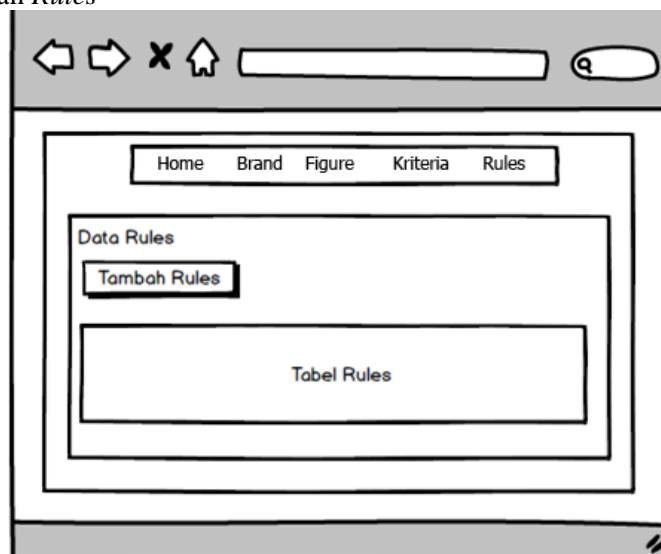 Rules
Home Brand Figure Kriteria Rules
Data Rules
Tambah Rules
Tabel Rules